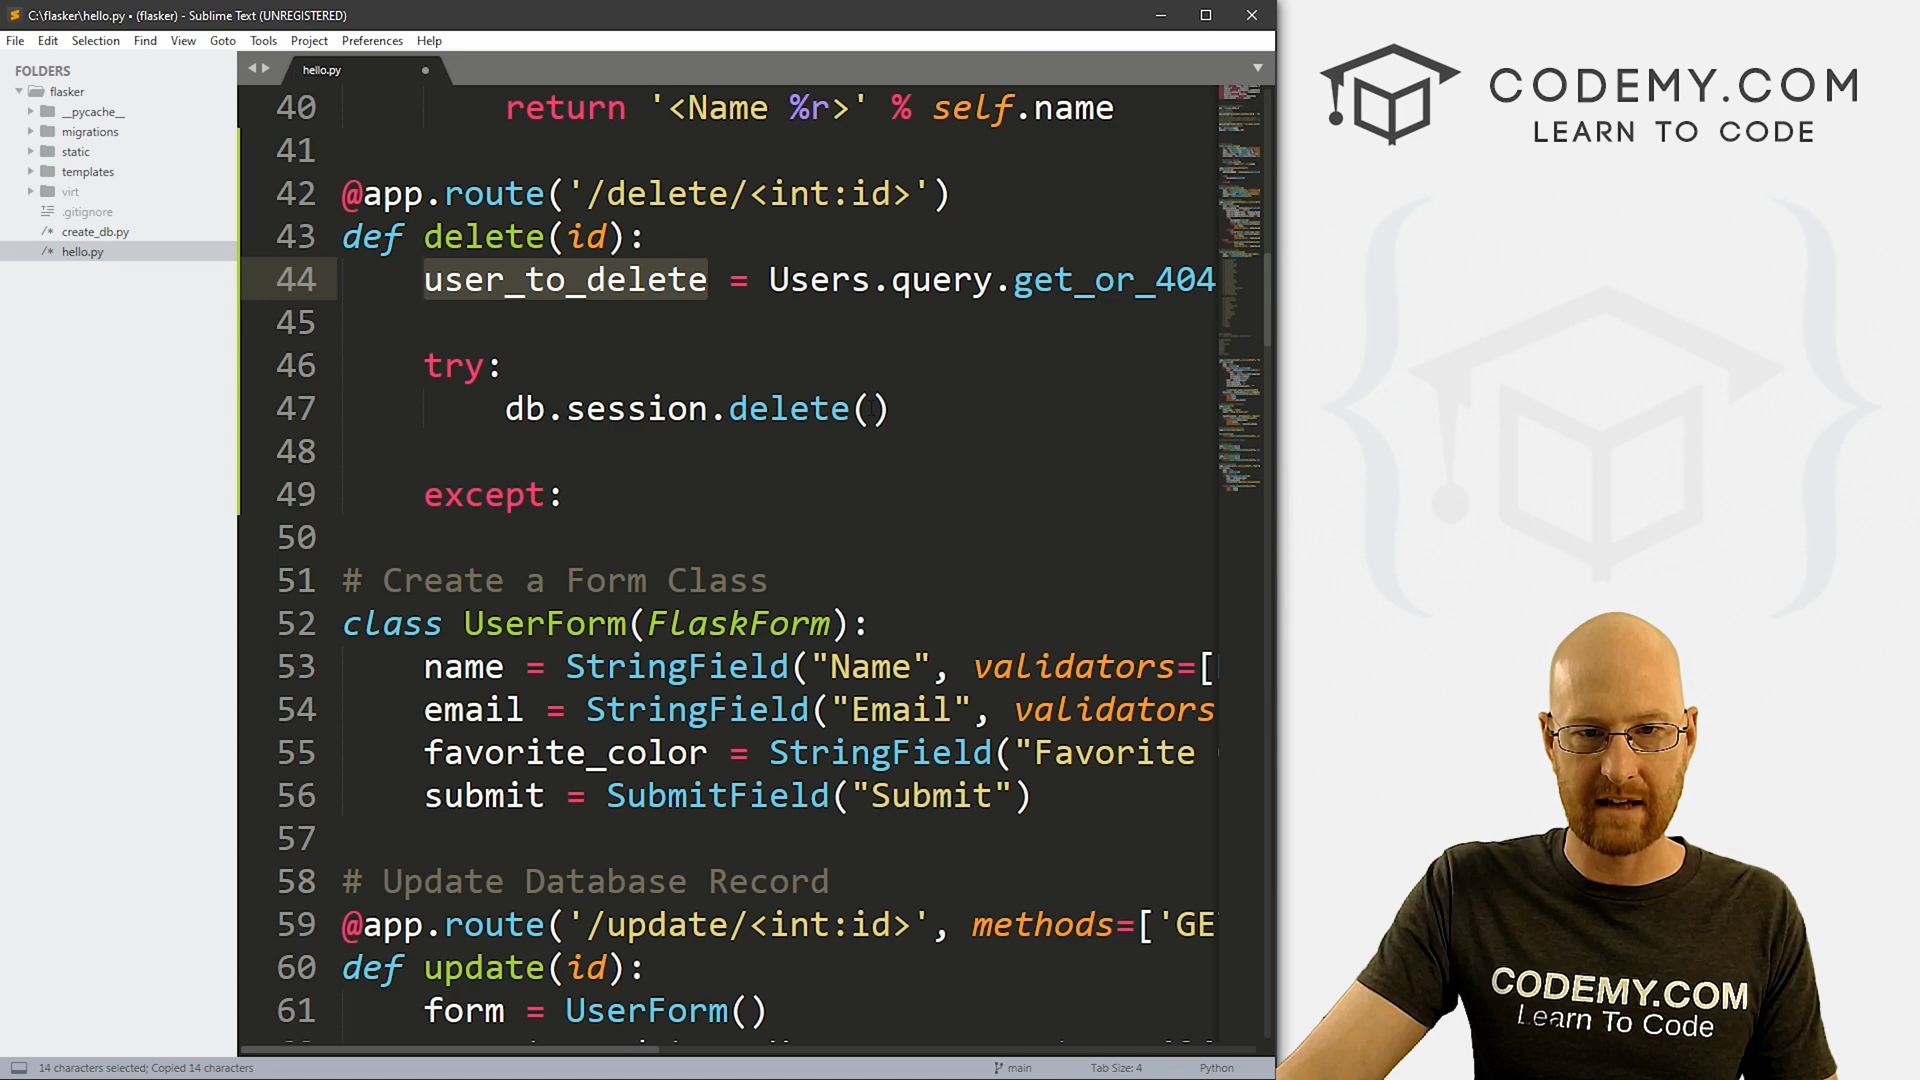 C:\flasker\hello.py • (flasker) - Sublime Text (UNREGISTERED)
File Edit Selection Find View Goto Tools Project Preferences Help
FOLDERS
flasker
__pycache__
migrations
static
templates
virt
.gitignore
/* create_db.py
/* hello.py
hello.py
40 return '<Name %r>' % self.name
41
42 @app.route('/delete/<int:id>')
43 def delete(id):
44 user_to_delete = Users.query.get_or_404
45
46 try:
47 db.session.delete()
48
49 except:
50
51 # Create a Form Class
52 class UserForm(FlaskForm):
53 name = StringField("Name", validators=[
54 email = StringField("Email", validators
55 favorite_color = StringField("Favorite
56 submit = SubmitField("Submit")
57
58 # Update Database Record
59 @app.route('/update/<int:id>', methods=['GE
60 def update(id):
61 form = UserForm()
14 characters selected; Copied 14 characters
main
Tab Size: 4
Python
CODEMY.COM
LEARN TO CODE
CODEMY.COM
Learn To Code